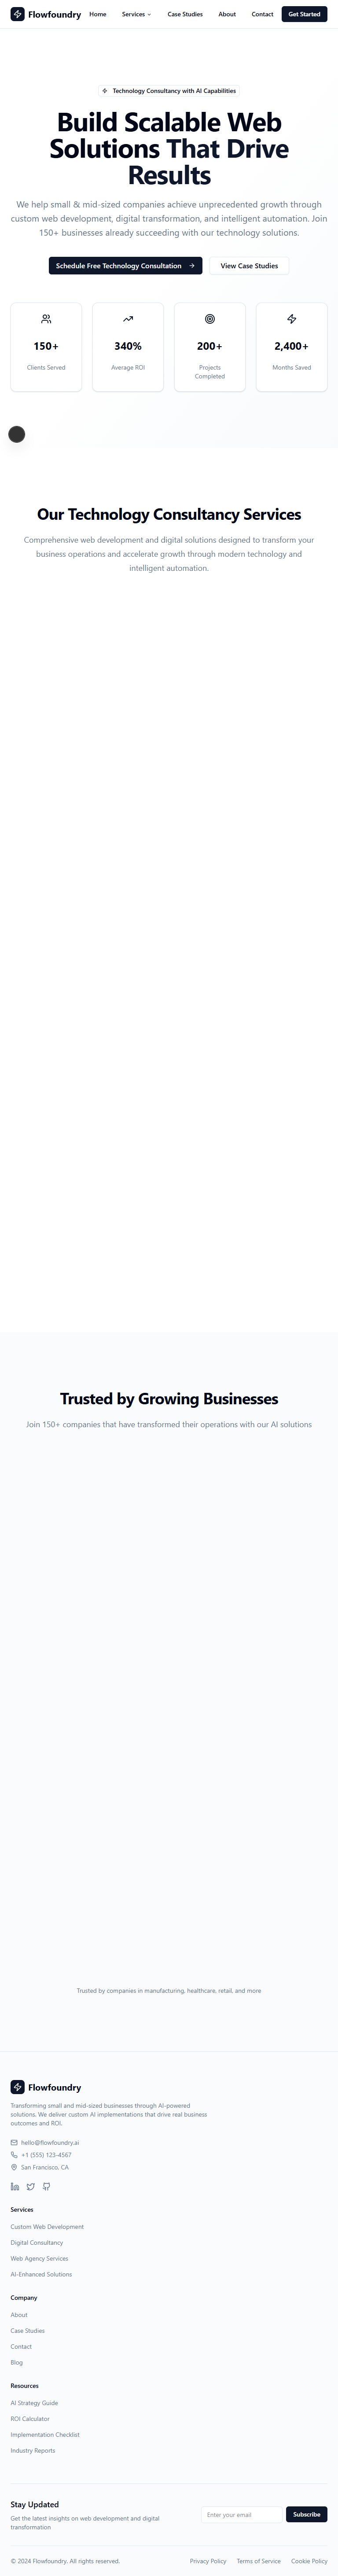 Flowfoundry
Home
Services
Case Studies
About
Contact
Get Started
Technology Consultancy with AI Capabilities
Build Scalable Web
Solutions That Drive
Results
We help small & mid-sized companies achieve unprecedented growth through
custom web development, digital transformation, and intelligent automation. Join
150+ businesses already succeeding with our technology solutions.
Schedule Free Technology Consultation
View Case Studies
150+
Clients Served
340%
Average ROI
200+
Projects
Completed
2,400+
Months Saved
Our Technology Consultancy Services
Comprehensive web development and digital solutions designed to transform your
business operations and accelerate growth through modern technology and
intelligent automation.
Trusted by Growing Businesses
Join 150+ companies that have transformed their operations with our AI solutions
Trusted by companies in manufacturing, healthcare, retail, and more
Flowfoundry
Transforming small and mid-sized businesses through AI-powered
solutions. We deliver custom AI implementations that drive real business
outcomes and ROI.
hello@flowfoundry.ai
+1 (555) 123-4567
San Francisco, CA
Services
Custom Web Development
Digital Consultancy
Web Agency Services
AI-Enhanced Solutions
Company
About
Case Studies
Contact
Blog
Resources
AI Strategy Guide
ROI Calculator
Implementation Checklist
Industry Reports
Stay Updated
Get the latest insights on web development and digital
transformation
Enter your email
Subscribe
© 2024 Flowfoundry. All rights reserved.
Privacy Policy
Terms of Service
Cookie Policy